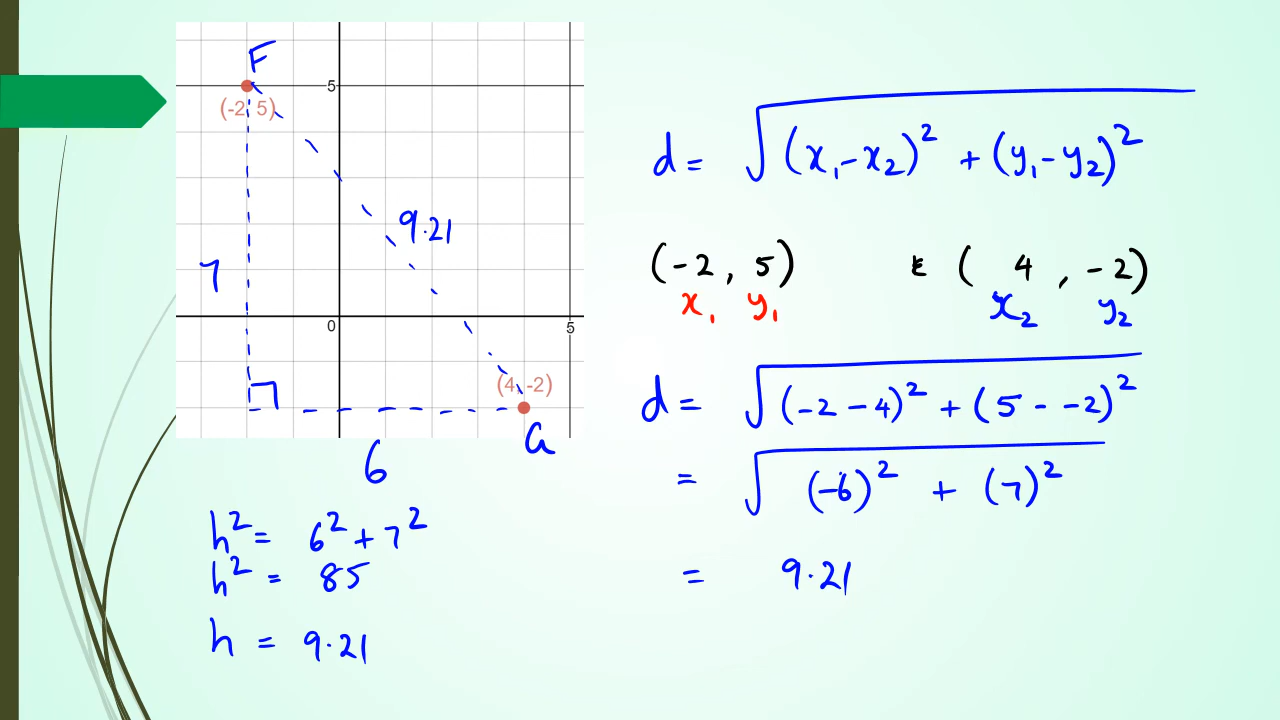 F
5
(-2, 5)
9.21
7
0
5
(4, -2)
G
6
h² = 6² + 7²
h² = 85
h = 9.21
d = √(x₁-x₂)² + (y₁-y₂)²
(-2, 5) & (4, -2)
x₁ y₁ x₂ y₂
d = √(-2-4)² + (5--2)²
= √(-6)² + (7)²
= 9.21